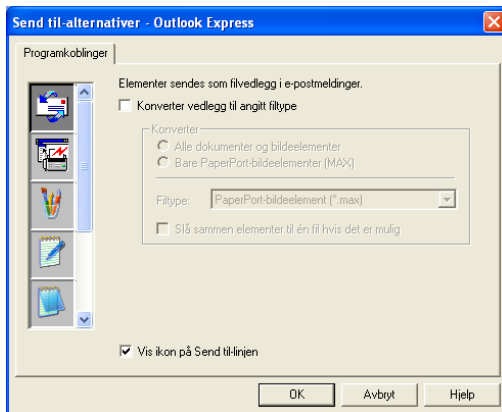 Send til-alternativer - Outlook Express
Programkoblinger
Elementer sendes som filvedlegg i e-postmeldinger.
Konverter vedlegg til angitt filtype
Konverter
Alle dokumenter og bildeelementer
Bare PaperPort-bildeelementer (MAX)
Filtype: PaperPort-bildeelement (*.max)
Slå sammen elementer til én fil hvis det er mulig
Vis ikon på Send til-linjen
OK Avbryt Hjelp